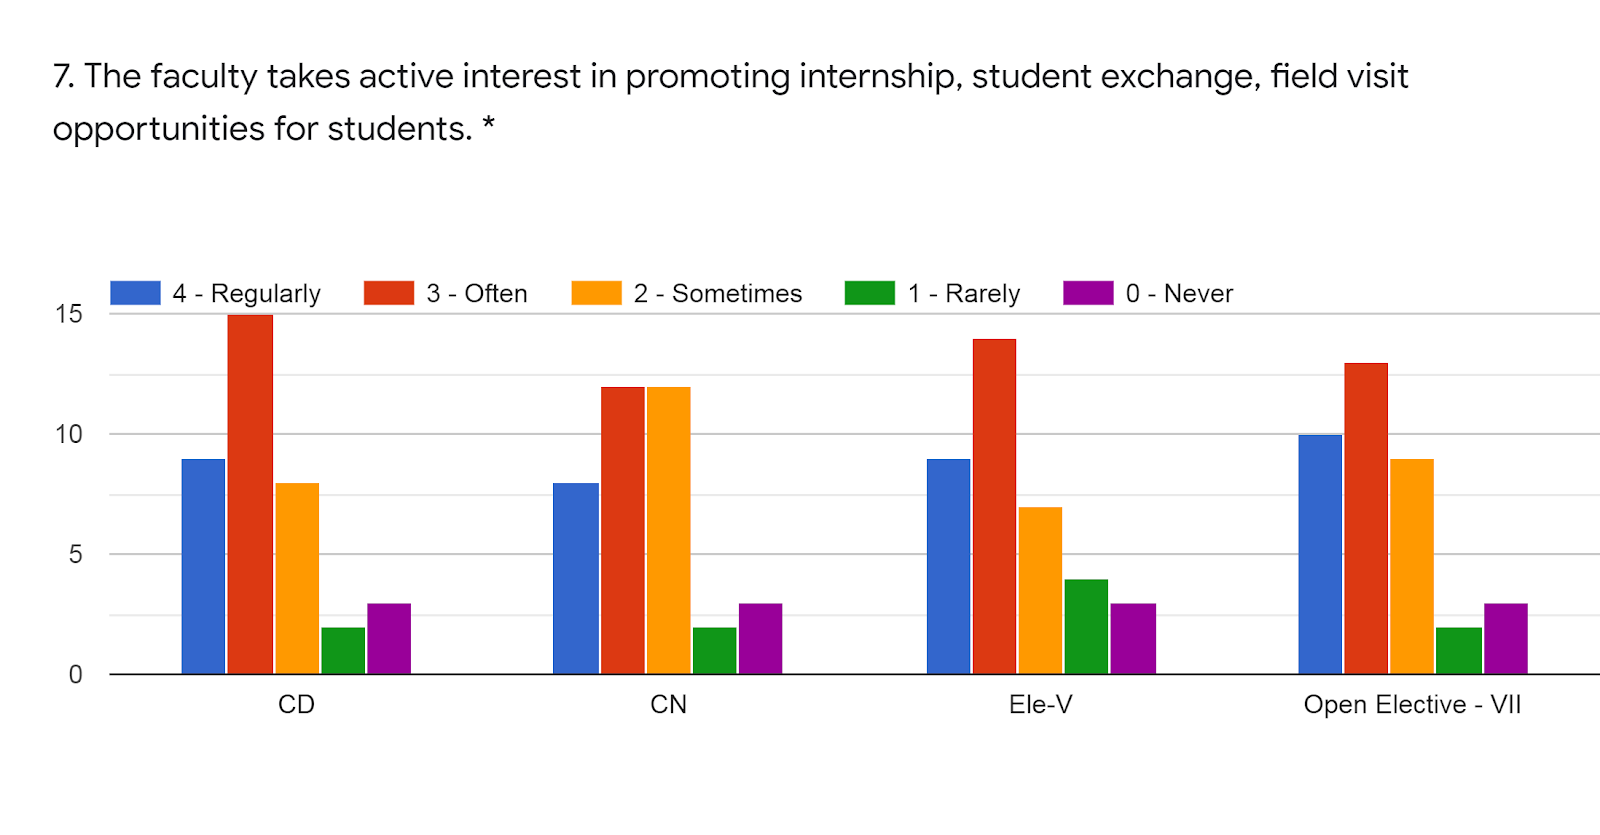 7. The faculty takes active interest in promoting internship, student exchange, field visit
opportunities for students. *
4 - Regularly 3 - Often 2 - Sometimes 1 - Rarely 0 - Never
15
10
5
0
CD CN Ele-V Open Elective - VII